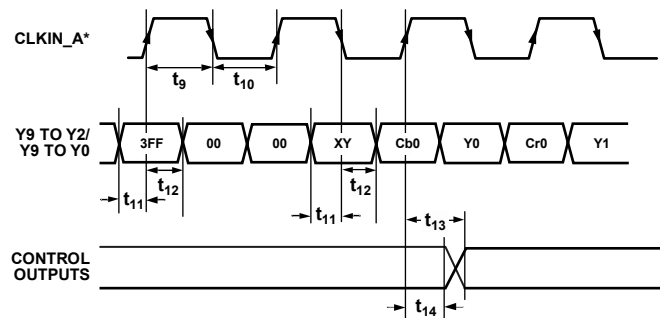 CLKIN_A*
t9
t10
Y9 TO Y2/
Y9 TO Y0
3FF
00
00
XY
Cb0
Y0
Cr0
Y1
t12
t12
t11
t11
t13
CONTROL
OUTPUTS
t14